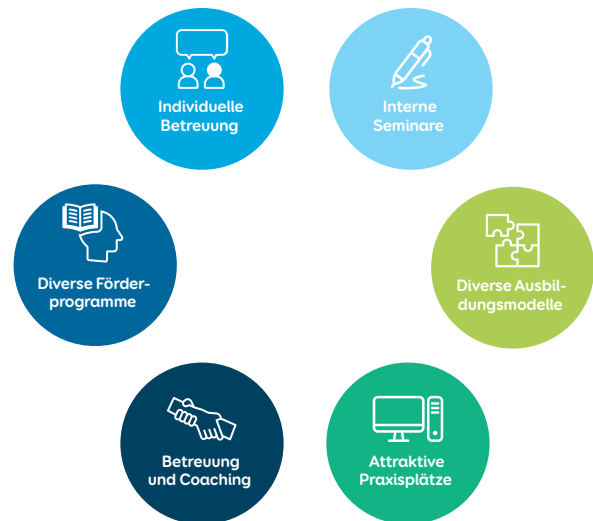 Individuelle
Betreuung
Interne
Seminare
Diverse Förder-
programme
Diverse Ausbil-
dungsmodelle
Betreuung
und Coaching
Attraktive
Praxisplätze